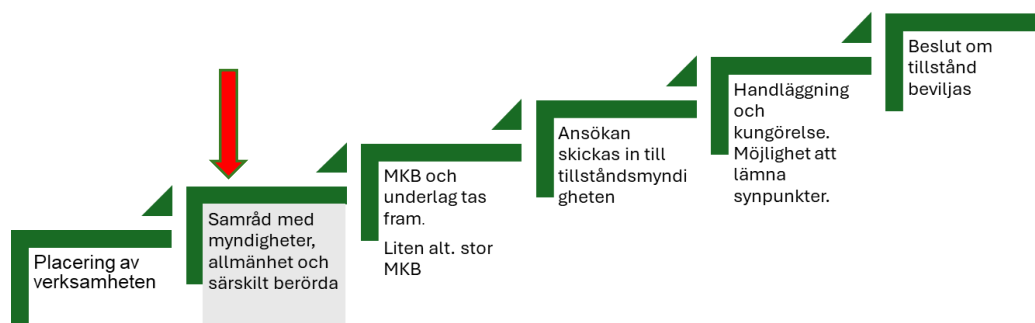 Placering av
verksamheten
Samråd med
myndigheter,
allmänhet och
särskilt berörda
MKB och
underlag tas
fram.
Liten alt. stor
MKB
Ansökan
skickas in till
tillståndsmyndi
gheten
Handläggning
och
kungörelse.
Möjlighet att
lämna
synpunkter.
Beslut om
tillstånd
beviljas